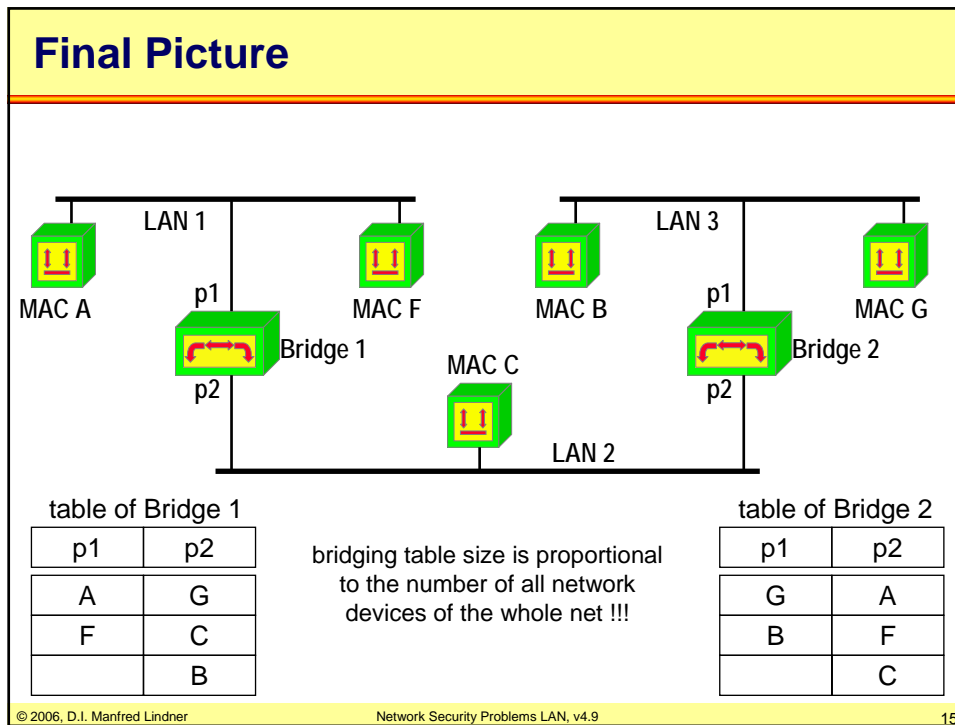 Final Picture
LAN 1
LAN 3
MAC A
p1
MAC F
MAC B
p1
MAC G
Bridge 1
MAC C
Bridge 2
p2
p2
LAN 2
table of Bridge 1
p1 p2
A G
F C
B
bridging table size is proportional
to the number of all network
devices of the whole net !!!
table of Bridge 2
p1 p2
G A
B F
C
© 2006, D.I. Manfred Lindner
Network Security Problems LAN, v4.9
15